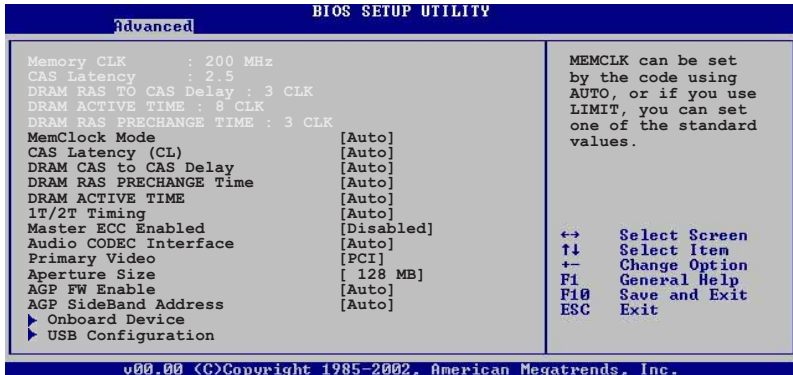 BIOS SETUP UTILITY
Advanced
Memory CLK : 200 MHz
CAS Latency : 2.5
DRAM RAS TO CAS Delay : 3 CLK
DRAM ACTIVE TIME : 8 CLK
DRAM RAS PRECHANGE TIME : 3 CLK
MemClock Mode [Auto]
CAS Latency (CL) [Auto]
DRAM CAS to CAS Delay [Auto]
DRAM RAS PRECHANGE Time [Auto]
DRAM ACTIVE TIME [Auto]
1T/2T Timing [Auto]
Master ECC Enabled [Disabled]
Audio CODEC Interface [Auto]
Primary Video [PCI]
Aperture Size [ 128 MB]
AGP FW Enable [Auto]
AGP SideBand Address [Auto]
Onboard Device
USB Configuration
MEMCLK can be set
by the code using
AUTO, or if you use
LIMIT, you can set
one of the standard
values.
↔ Select Screen
↑↓ Select Item
+- Change Option
F1 General Help
F10 Save and Exit
ESC Exit
v00.00 (C)Copyright 1985-2002, American Megatrends, Inc.